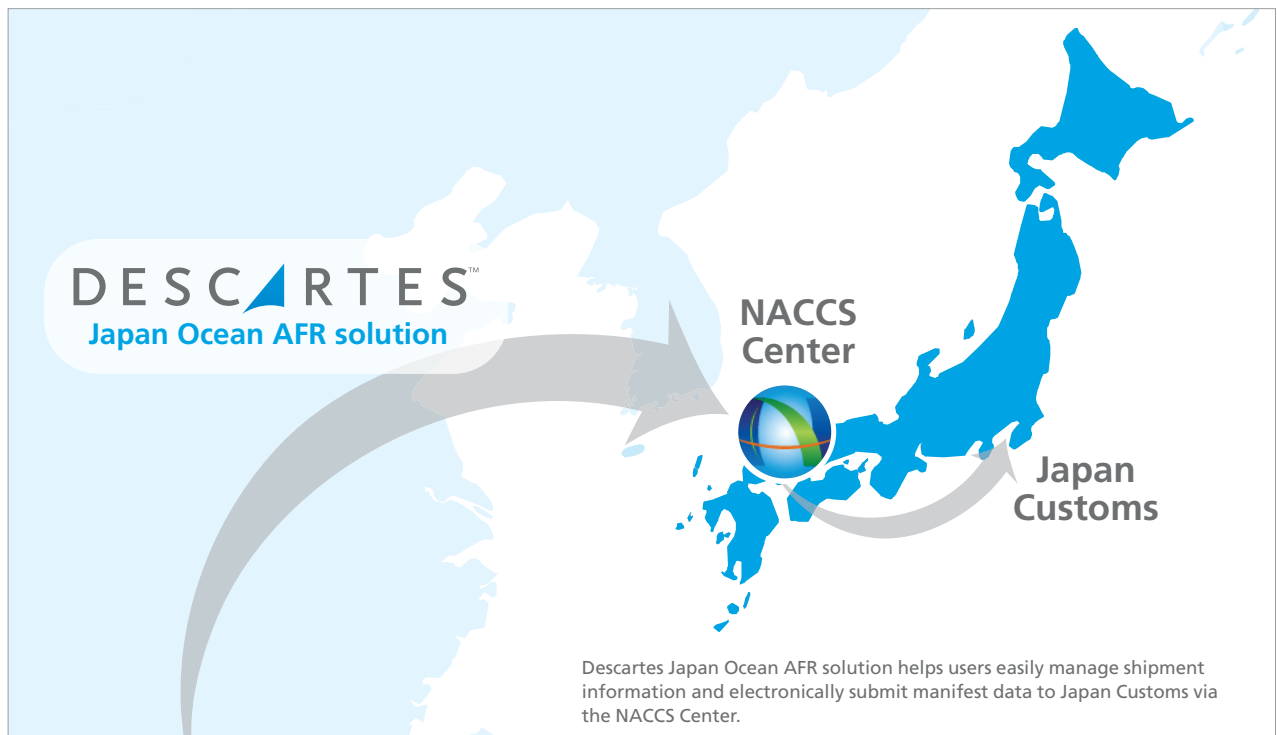 DESCARTES™
Japan Ocean AFR solution
NACCS
Center
Japan
Customs
Descartes Japan Ocean AFR solution helps users easily manage shipment
information and electronically submit manifest data to Japan Customs via
the NACCS Center.